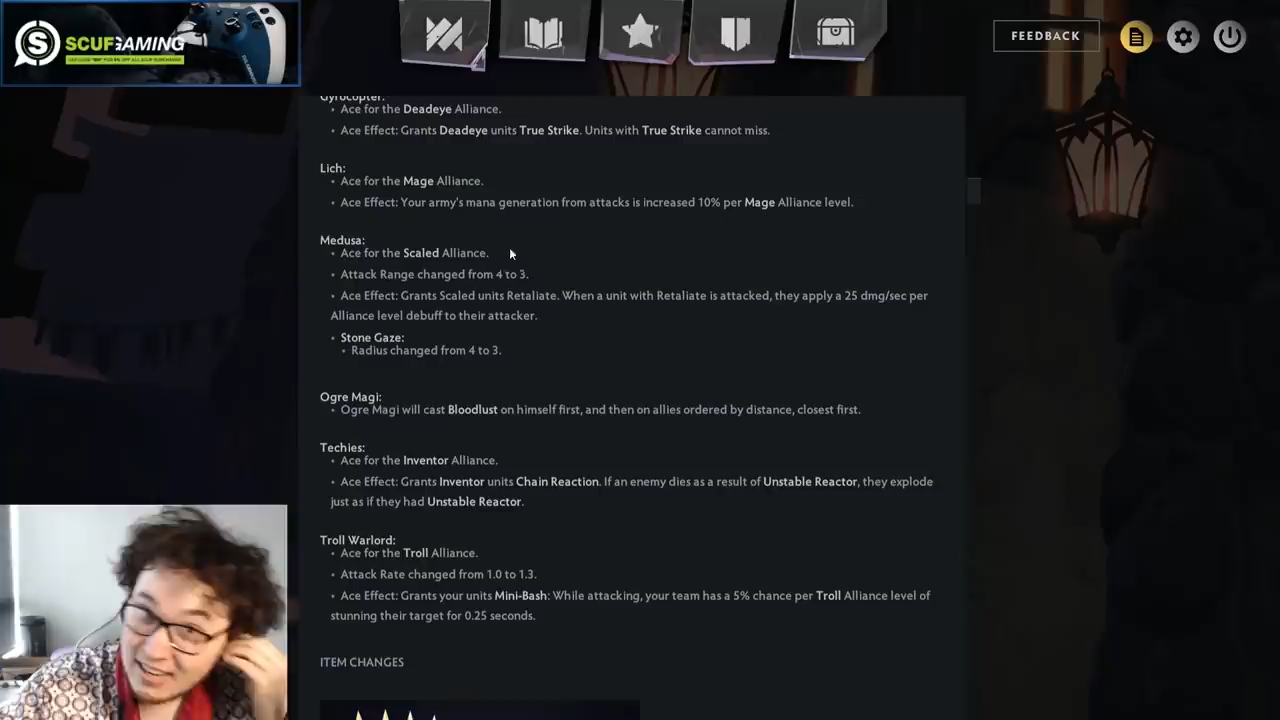 SCUFGAMING
FEEDBACK
Gyrocopter:
• Ace for the Deadeye Alliance.
• Ace Effect: Grants Deadeye units True Strike. Units with True Strike cannot miss.
Lich:
• Ace for the Mage Alliance.
• Ace Effect: Your army's mana generation from attacks is increased 10% per Mage Alliance level.
Medusa:
• Ace for the Scaled Alliance.
• Attack Range changed from 4 to 3.
• Ace Effect: Grants Scaled units Retaliate. When a unit with Retaliate is attacked, they apply a 25 dmg/sec per
Alliance level debuff to their attacker.
• Stone Gaze:
• Radius changed from 4 to 3.
Ogre Magi:
• Ogre Magi will cast Bloodlust on himself first, and then on allies ordered by distance, closest first.
Techies:
• Ace for the Inventor Alliance.
• Ace Effect: Grants Inventor units Chain Reaction. If an enemy dies as a result of Unstable Reactor, they explode
just as if they had Unstable Reactor.
Troll Warlord:
• Ace for the Troll Alliance.
• Attack Rate changed from 1.0 to 1.3.
• Ace Effect: Grants your units Mini-Bash: While attacking, your team has a 5% chance per Troll Alliance level of
stunning their target for 0.25 seconds.
ITEM CHANGES